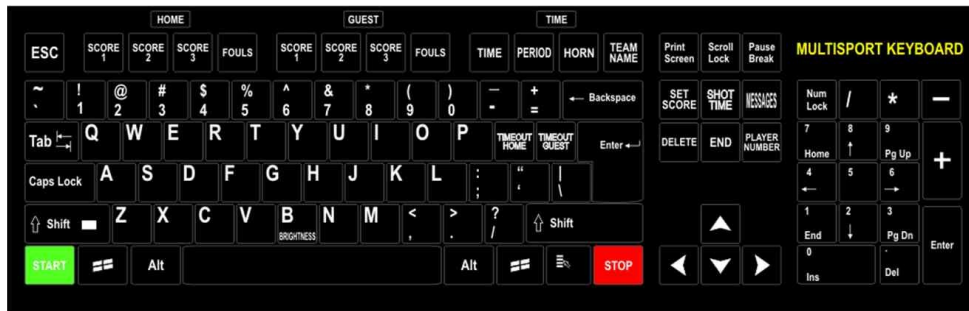 HOME GUEST TIME
ESC SCORE 1 SCORE 2 SCORE 3 FOULS SCORE 1 SCORE 2 SCORE 3 FOULS TIME PERIOD HORN TEAM NAME Print Screen Scroll Lock Pause Break MULTISPORT KEYBOARD
~ ` ! 1 @ 2 # 3 $ 4 % 5 ^ 6 & 7 * 8 ( 9 ) 0 - + = ← Backspace SET SCORE SHOT TIME MESSAGES Num Lock / * −
Tab Q W E R T Y U I O P TIMEOUT HOME TIMEOUT GUEST Enter DELETE END PLAYER NUMBER 7 Home 8 ↑ 9 Pg Up +
Caps Lock A S D F G H J K L : ; “ ‘ | \ 4 ← 5 6 →
Shift Z X C V B BRIGHTNESS N M < , > . ? / Shift 1 End 2 ↓ 3 Pg Dn Enter
START Alt Alt STOP 0 Ins . Del